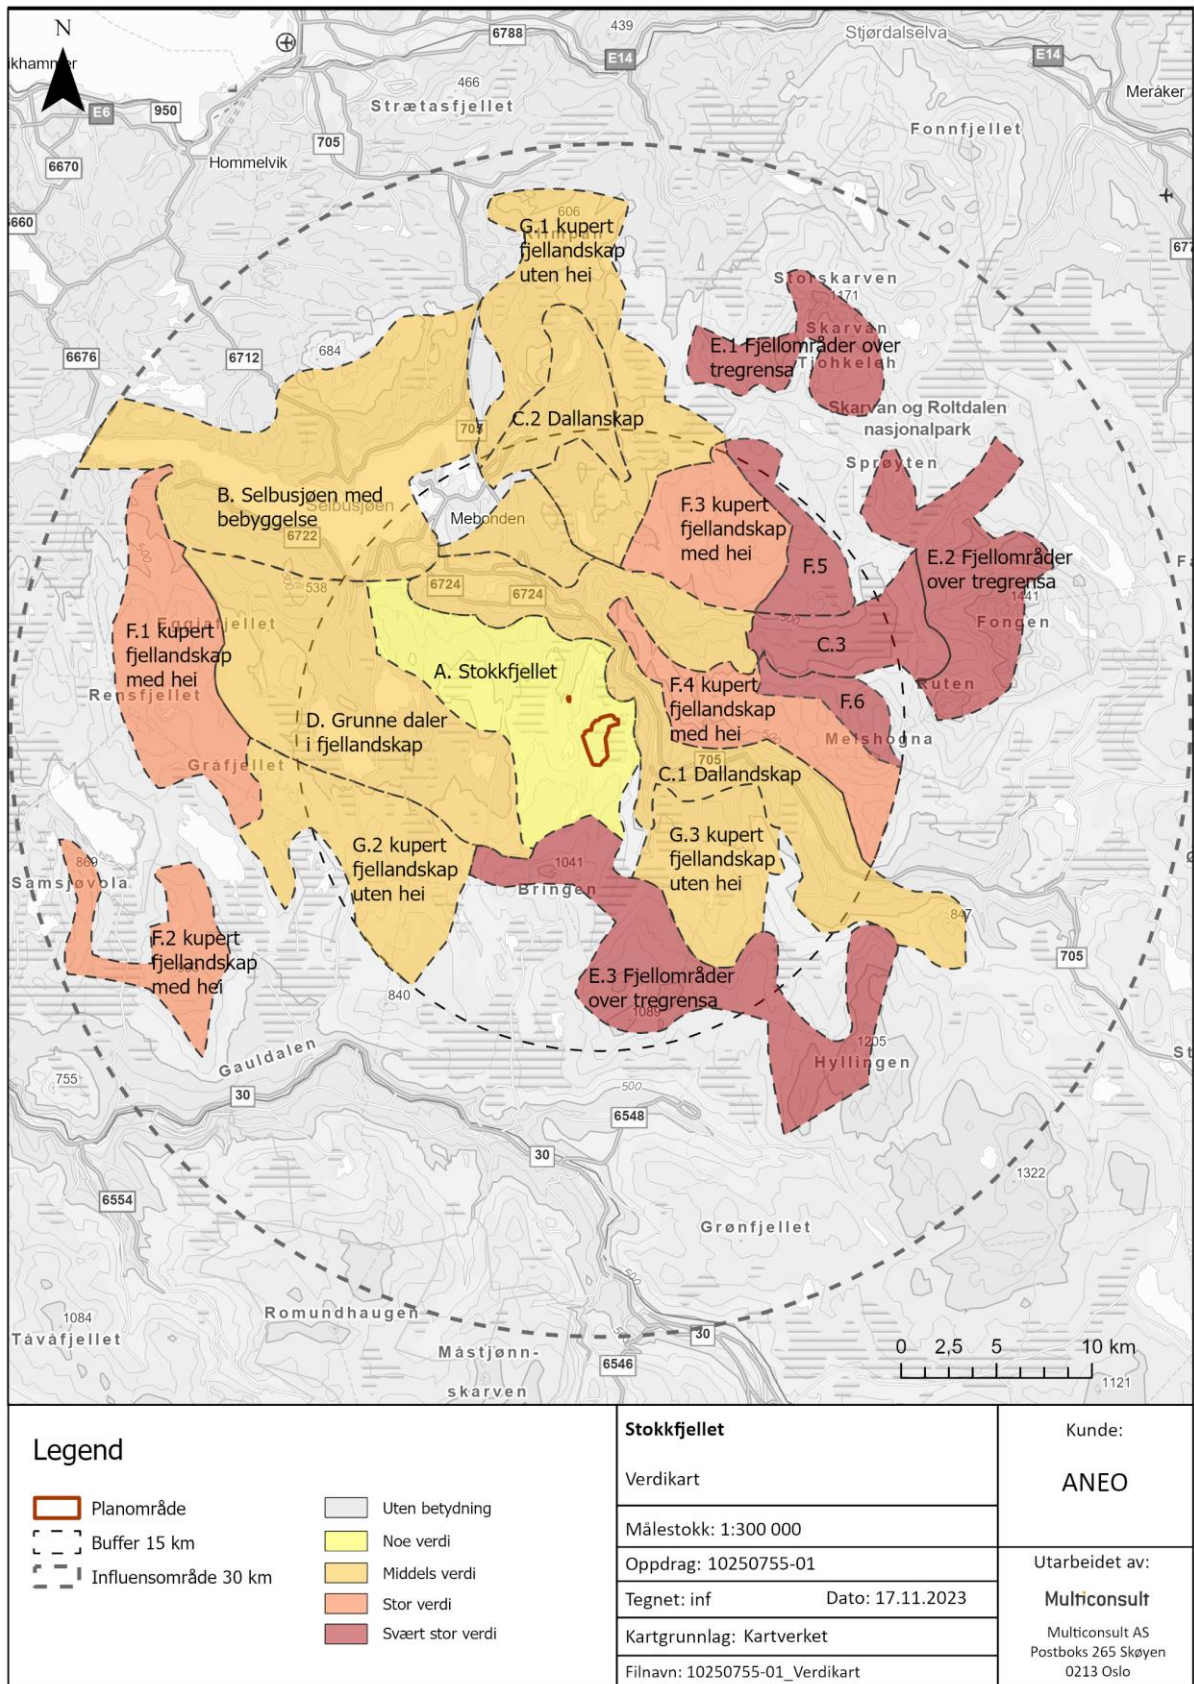 N
6788
439
Stjørdalselva
E14
E14
ikhammer
466
Meråker
E6
950
Strætasfjellet
Fonnfjellet
705
Hommelvik
6670
6660
677
606
G.1 kupert
fjellandskap
uten hei
Storskarven
1171
Skarvan
Tjohkeleh
E.1 Fjellområder over
tregrensa
684
6676
6712
Skarvan og Roltdalen
nasjonalpark
C.2 Dallanskap
705
Sprøyten
B. Selbusjøen med
bebyggelse
Selbusjøen
Mebonden
6722
F.3 kupert
fjellandskap
med hei
500
F.5
E.2 Fjellområder
over tregrensa
1441
Fongen
538
6724
6724
Eggjafjellet
F.1 kupert
fjellandskap
med hei
Rensfjellet
A. Stokkfjellet
500
C.3
Ruten
F.4 kupert
fjellandskap
med hei
F.6
Melshogna
D. Grunne daler
i fjellandskap
500
Gråfjellet
705
C.1 Dallandskap
G.2 kupert
fjellandskap
uten hei
G.3 kupert
fjellandskap
uten hei
869
Samsjøvola
1041
Bringen
847
F.2 kupert
fjellandskap
med hei
705
E.3 Fjellområder
over tregrensa
840
1089
Gauldalen
1205
Hyllingen
St
755
30
500
6548
30
6554
1322
Grønfjellet
500
Romundhaugen
1084
Tåvåfjellet
30
Måstjønn-
skarven
6546
0 2,5 5 10 km
1121
Legend
Planområde
Buffer 15 km
Influensområde 30 km
Uten betydning
Noe verdi
Middels verdi
Stor verdi
Svært stor verdi
Stokkfjellet
Verdikart
Målestokk: 1:300 000
Oppdrag: 10250755-01
Tegnet: inf Dato: 17.11.2023
Kartgrunnlag: Kartverket
Filnavn: 10250755-01_Verdikart
Kunde:
ANEO
Utarbeidet av:
Multiconsult
Multiconsult AS
Postboks 265 Skøyen
0213 Oslo